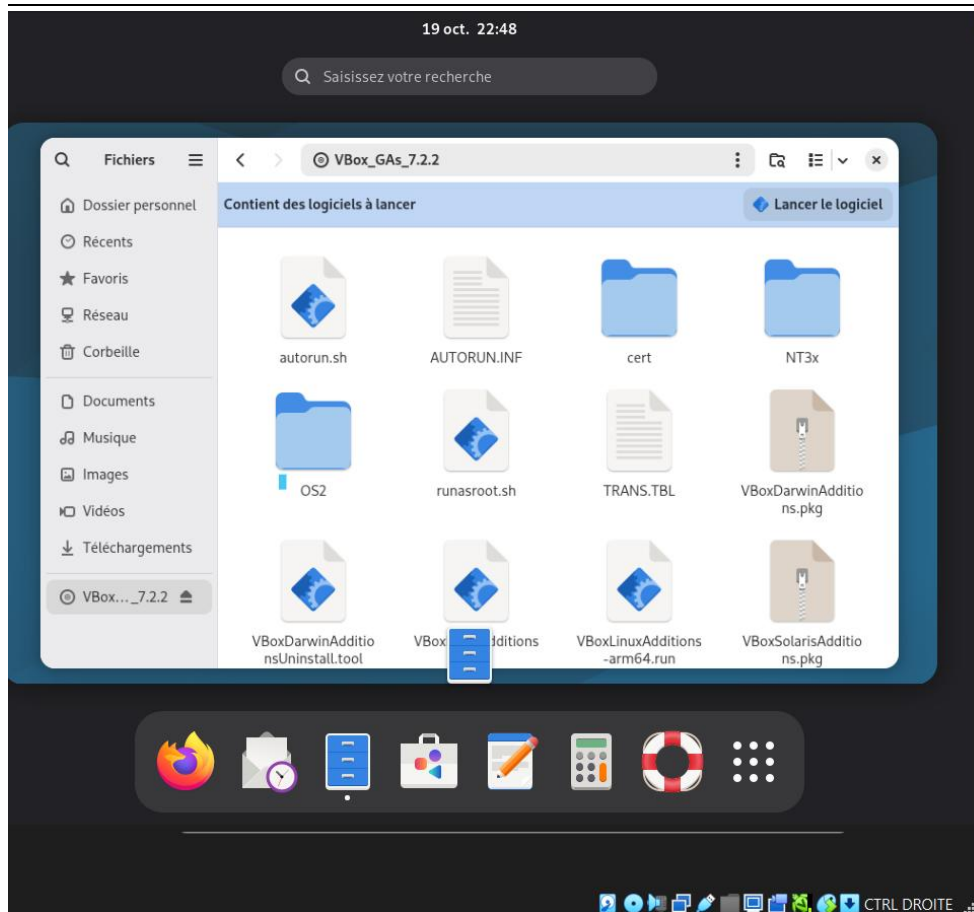 19 oct. 22:48
Saisissez votre recherche
Fichiers
VBox_GAs_7.2.2
Dossier personnel
Récents
Favoris
Réseau
Corbeille
Documents
Musique
Images
Vidéos
Téléchargements
VBox..._7.2.2
Contient des logiciels à lancer
Lancer le logiciel
autorun.sh
AUTORUN.INF
cert
NT3x
OS2
runasroot.sh
TRANS.TBL
VBoxDarwinAdditio
ns.pkg
VBoxDarwinAdditio
nsUninstall.tool
VBox
dditions
VBoxLinuxAdditions
-arm64.run
VBoxSolarisAdditio
ns.pkg
CTRL DROITE